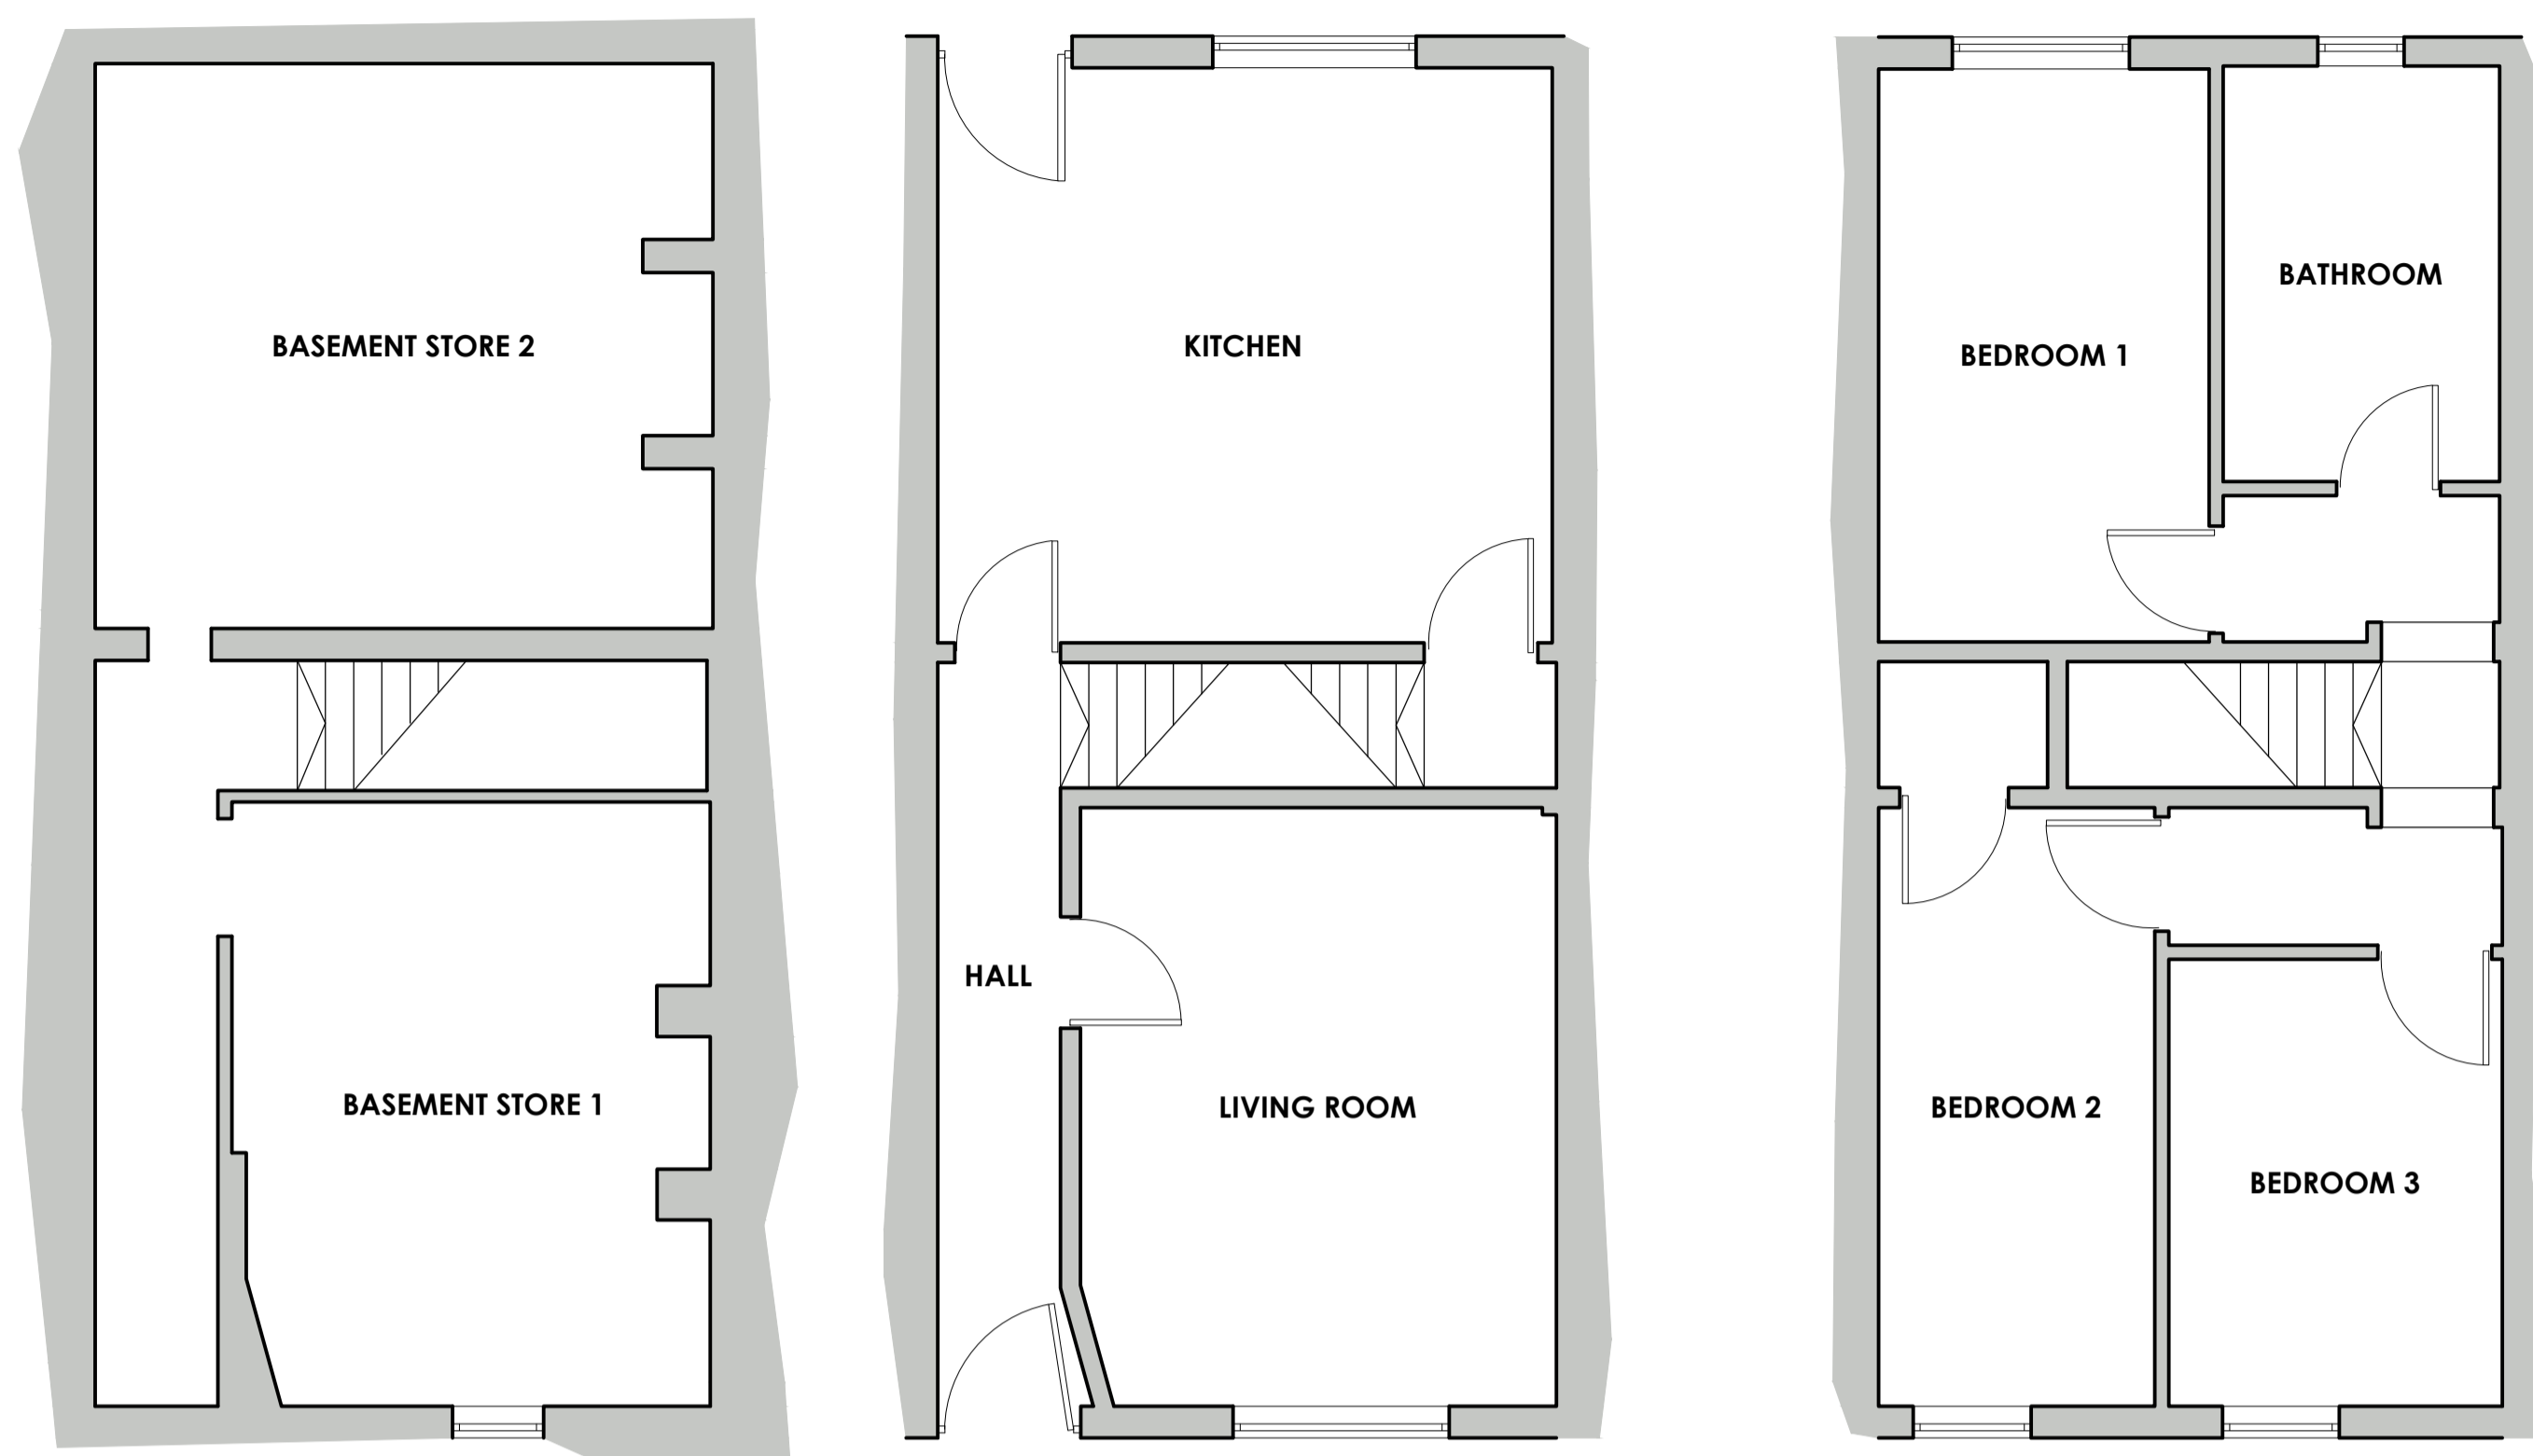 BASEMENT STORE 2
BASEMENT STORE 1
KITCHEN
HALL
LIVING ROOM
BATHROOM
BEDROOM 1
BEDROOM 2
BEDROOM 3